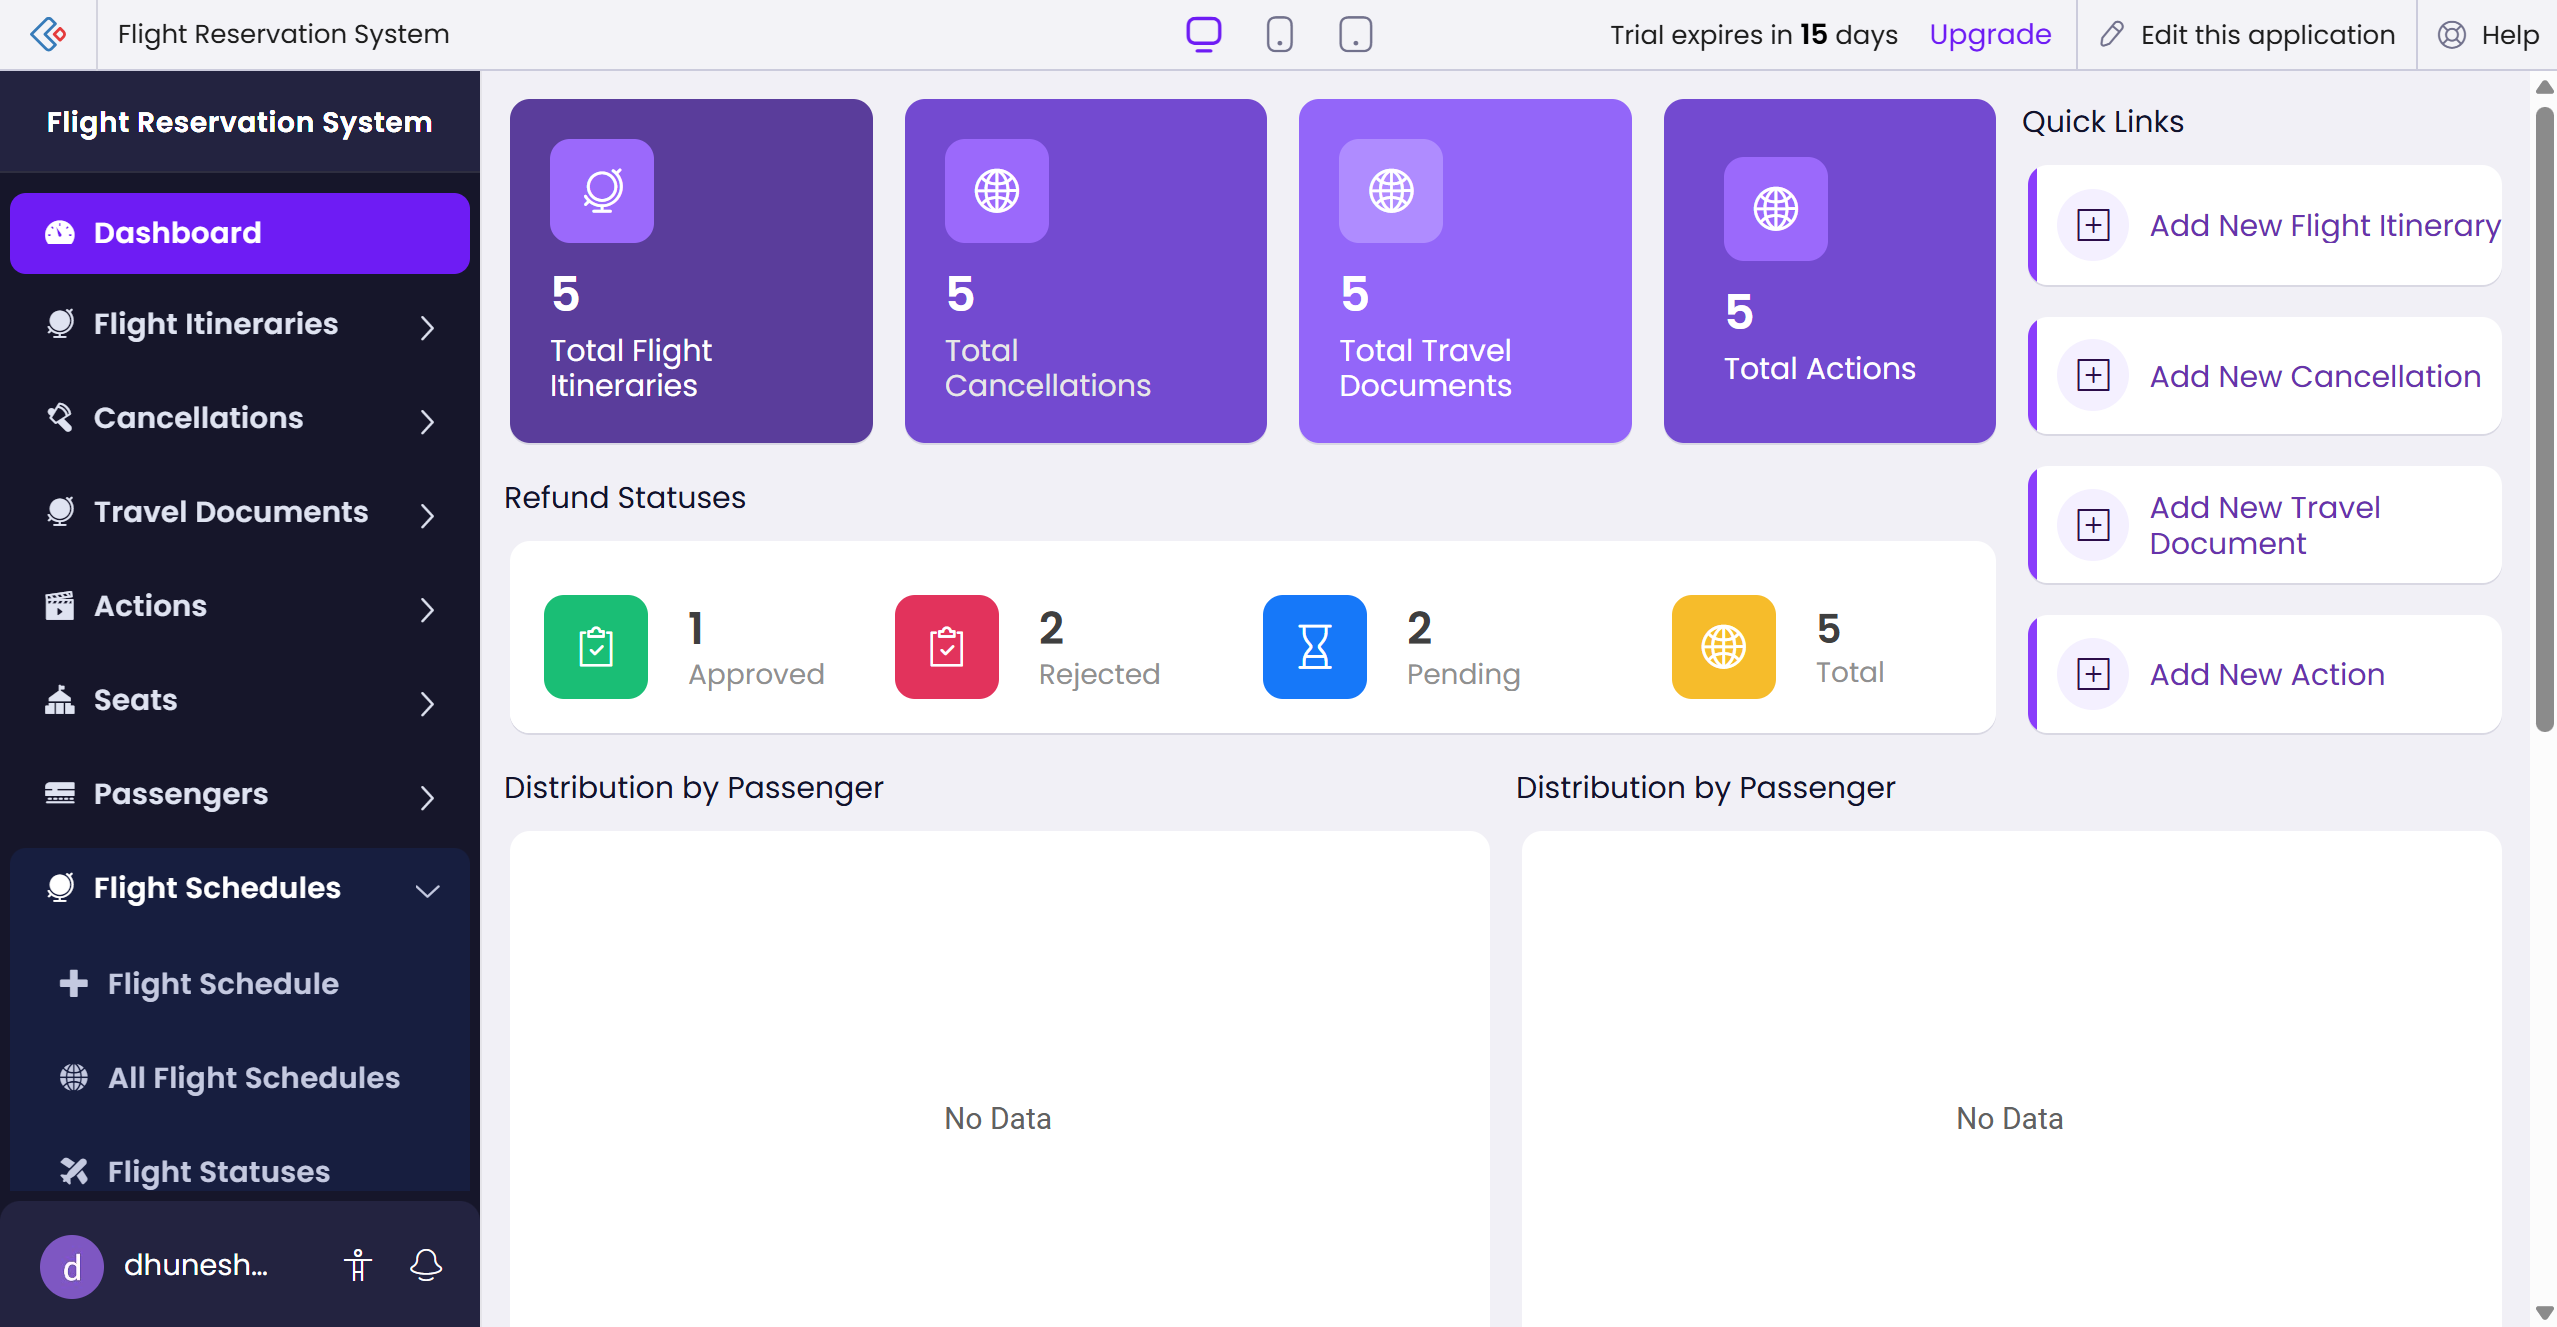 Flight Reservation System
Trial expires in 15 days
Upgrade
Edit this application
Help
Flight Reservation System
Dashboard
Flight Itineraries
Cancellations
Travel Documents
Actions
Seats
Passengers
Flight Schedules
Flight Schedule
All Flight Schedules
Flight Statuses
d
dhunesh...
5
Total Flight
Itineraries
5
Total
Cancellations
5
Total Travel
Documents
5
Total Actions
Quick Links
Add New Flight Itinerary
Add New Cancellation
Add New Travel
Document
Add New Action
Refund Statuses
1
Approved
2
Rejected
2
Pending
5
Total
Distribution by Passenger
No Data
Distribution by Passenger
No Data